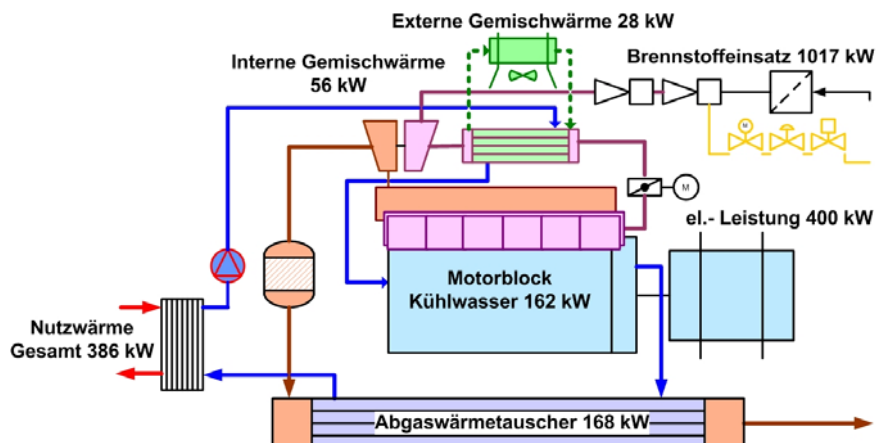 Externe Gemischwärme 28 kW
Interne Gemischwärme
56 kW
Brennstoffeinsatz 1017 kW
M
M
el.- Leistung 400 kW
Motorblock
Kühlwasser 162 kW
Nutzwärme
Gesamt 386 kW
Abgaswärmetauscher 168 kW